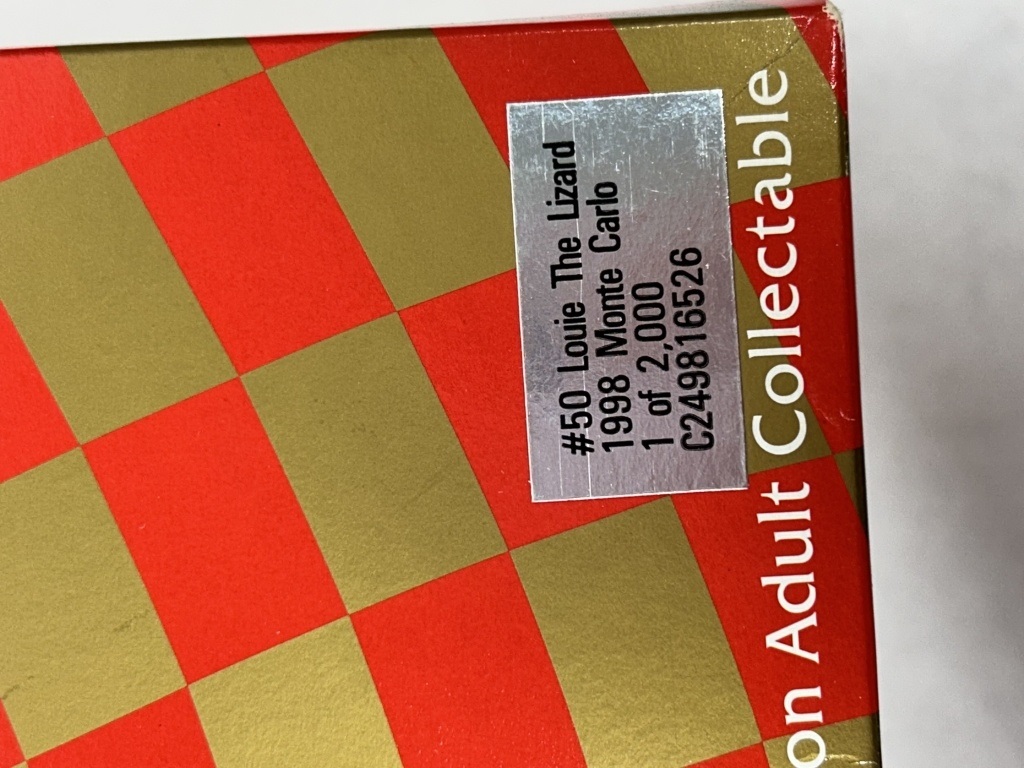 #50 Louie The Lizard
1998 Monte Carlo
1 of 2,000
C249816526
on Adult Collectable